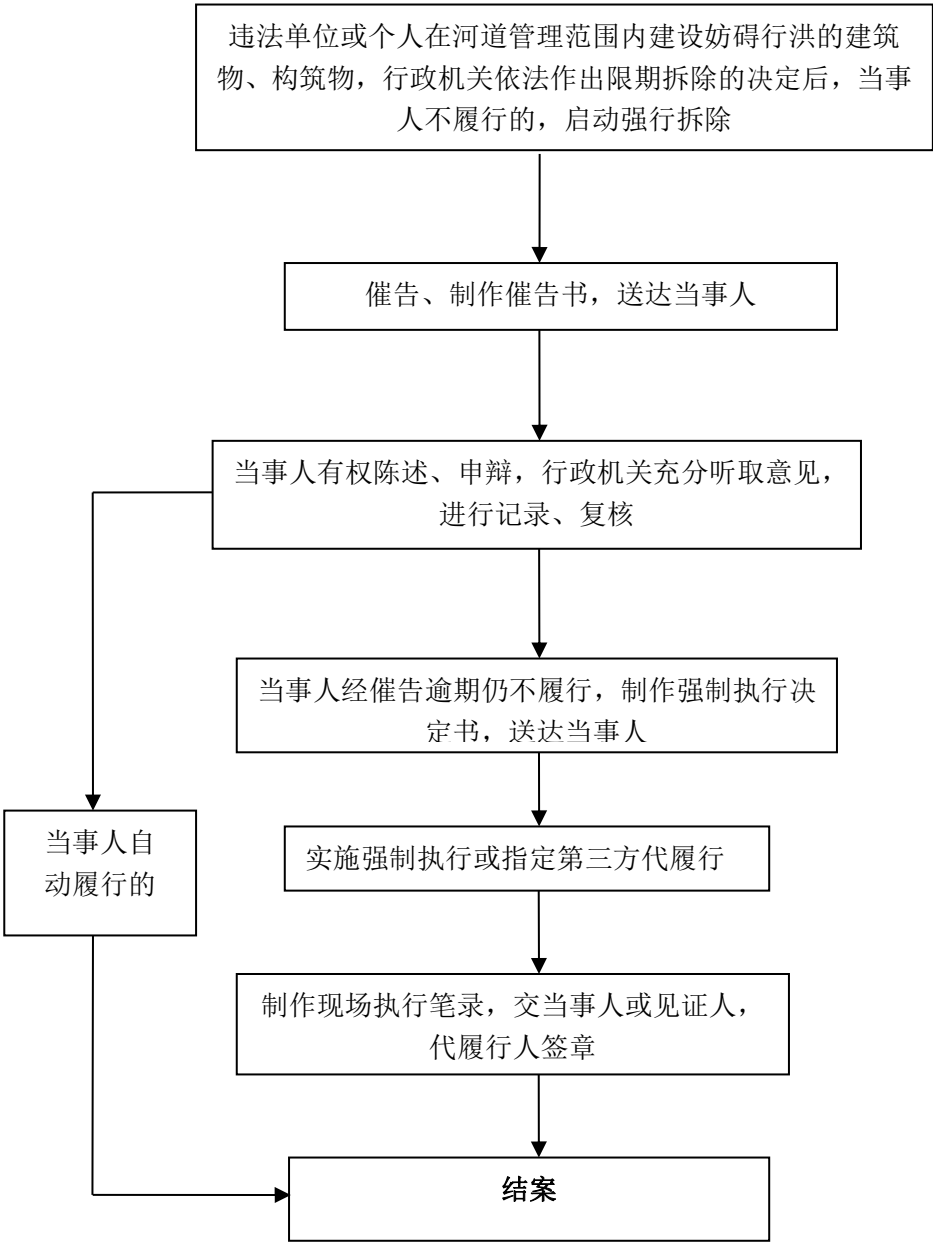 违法单位或个人在河道管理范围内建设妨碍行洪的建筑
物、构筑物，行政机关依法作出限期拆除的决定后，当事
人不履行的，启动强行拆除
催告、制作催告书，送达当事人
当事人有权陈述、申辩，行政机关充分听取意见，
进行记录、复核
当事人经催告逾期仍不履行，制作强制执行决
定书，送达当事人
当事人自
动履行的
实施强制执行或指定第三方代履行
制作现场执行笔录，交当事人或见证人，
代履行人签章
结案